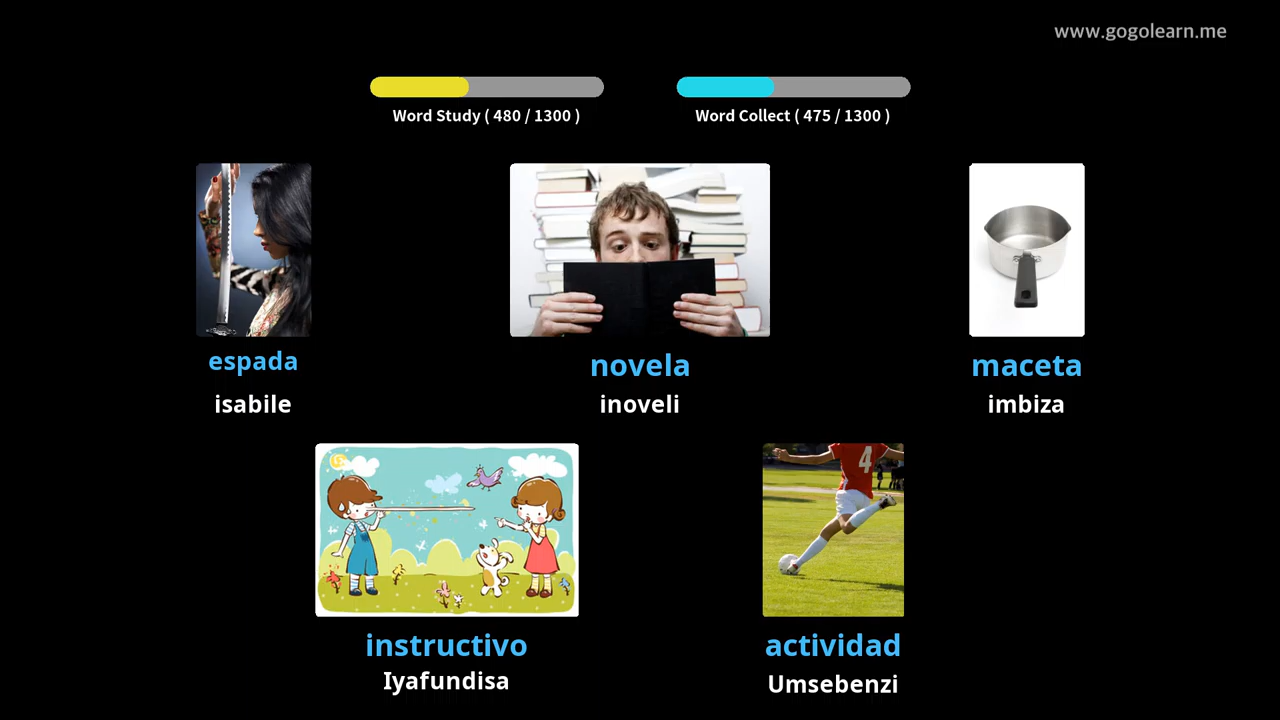 www.gogolearn.me
Word Study ( 480 / 1300 )
Word Collect ( 475 / 1300 )
espada
isabile
novela
inoveli
maceta
imbiza
instructivo
Iyafundisa
actividad
Umsebenzi
4